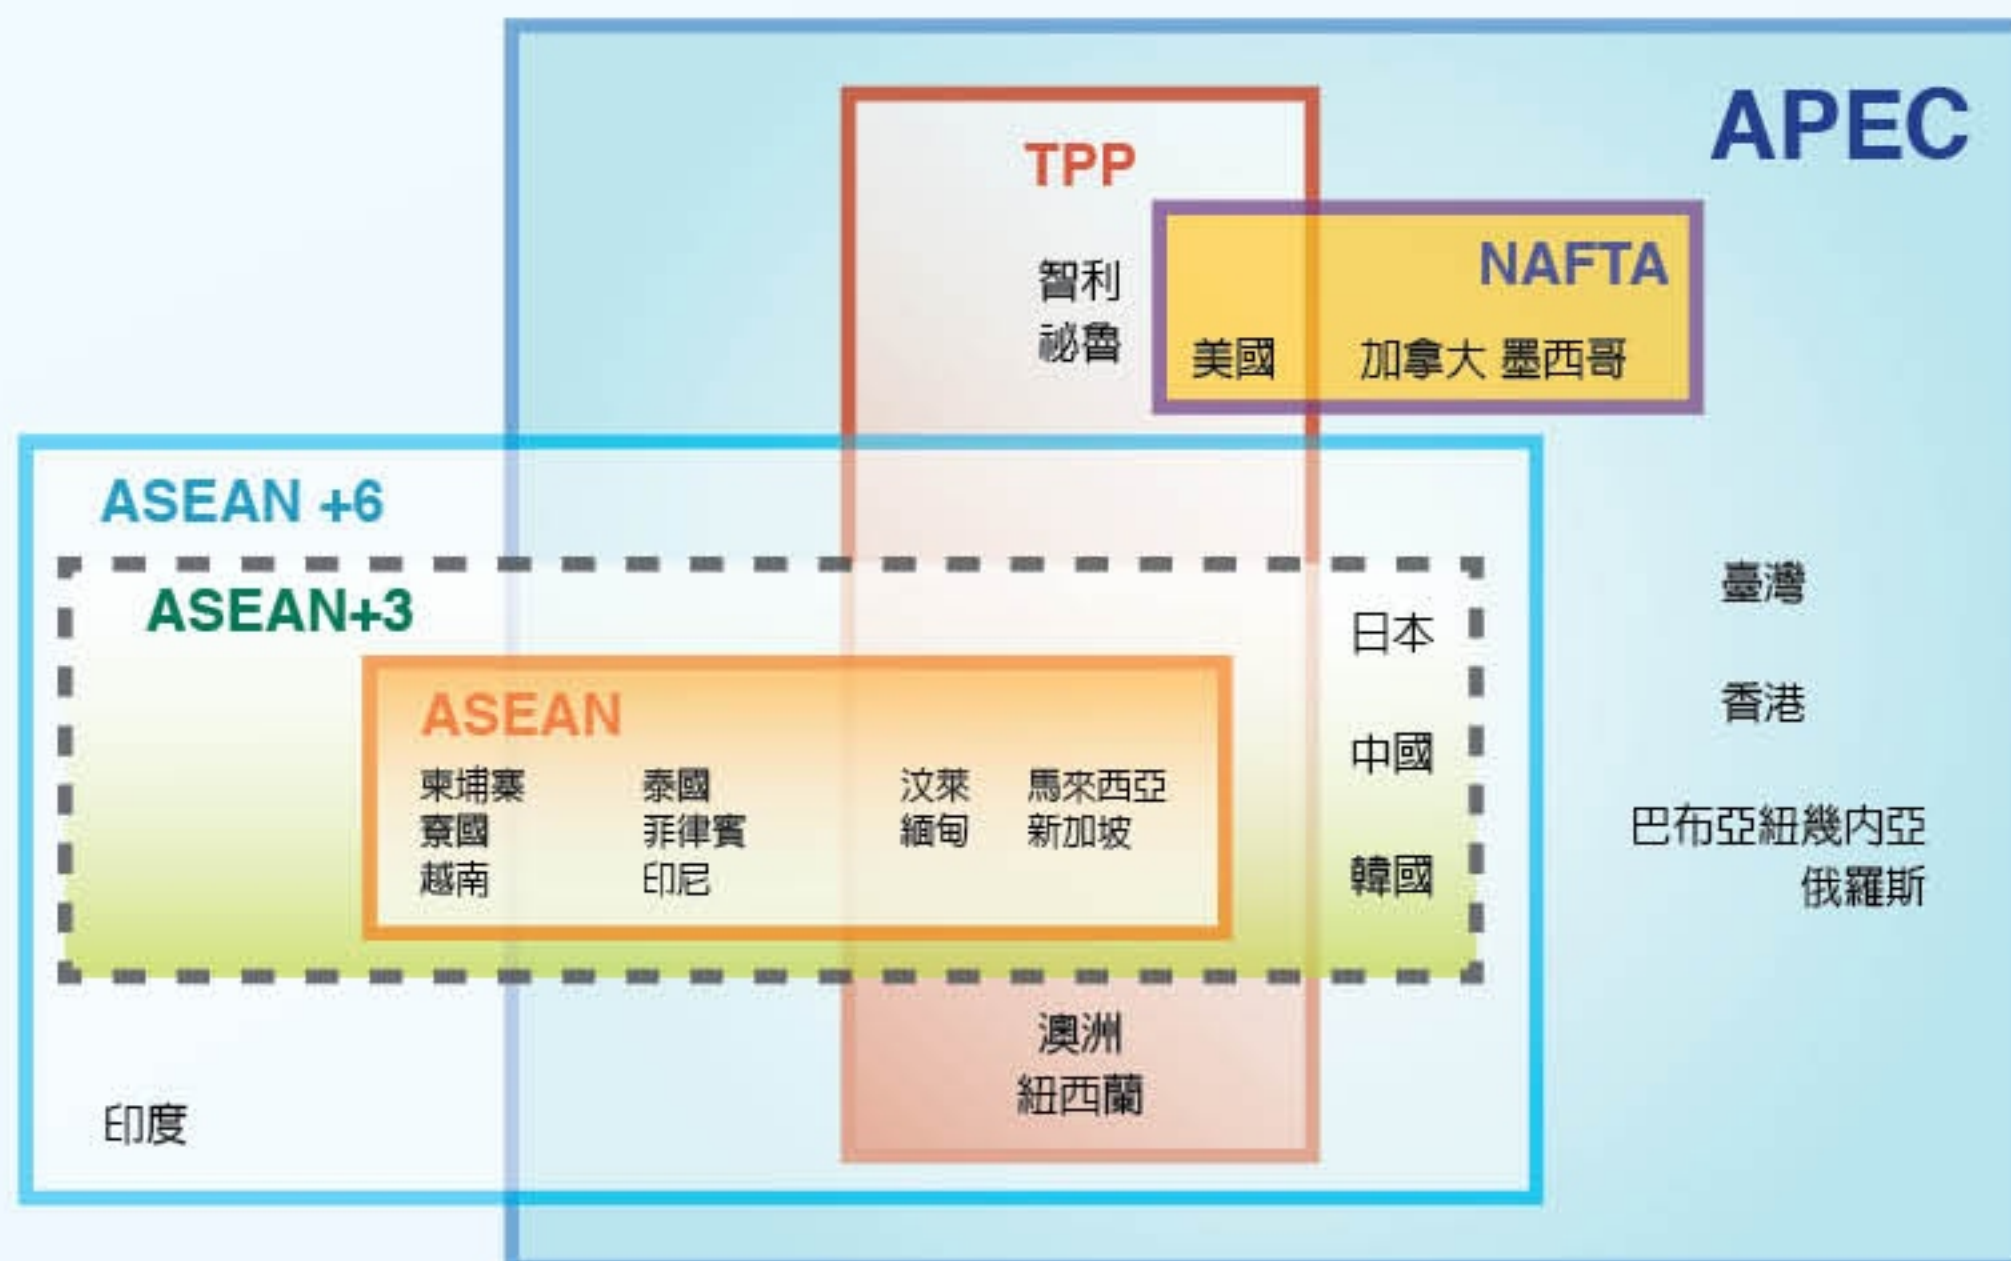 APEC
TPP
NAFTA
智利
祕魯
美國
加拿大 墨西哥
ASEAN +6
ASEAN+3
日本
中國
韓國
ASEAN
柬埔寨 泰國 汶萊 馬來西亞
寮國 菲律賓 緬甸 新加坡
越南 印尼
臺灣
香港
巴布亞紐幾內亞
俄羅斯
澳洲
紐西蘭
印度